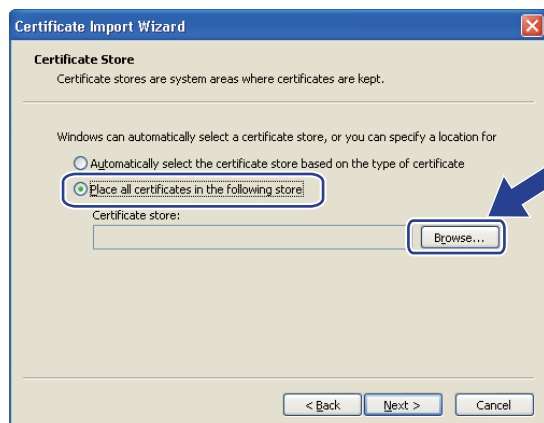 Certificate Import Wizard
Certificate Store
Certificate stores are system areas where certificates are kept.
Windows can automatically select a certificate store, or you can specify a location for
Automatically select the certificate store based on the type of certificate
Place all certificates in the following store
Certificate store:
Browse...
< Back
Next >
Cancel